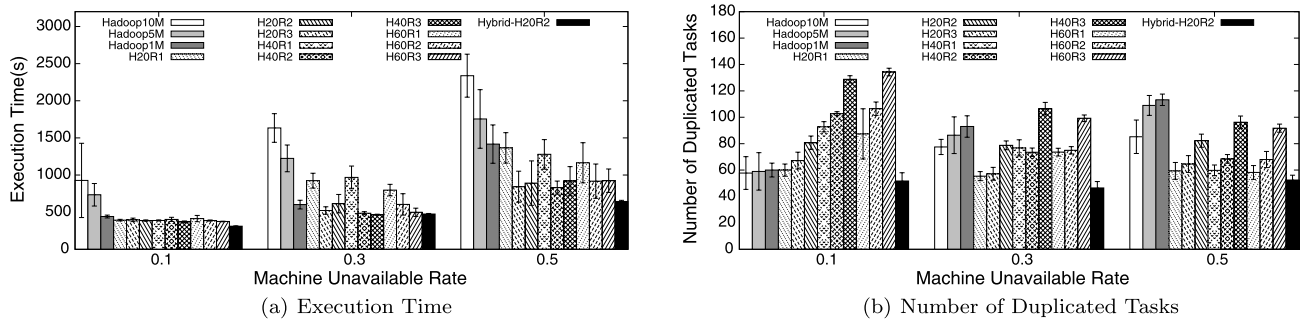 Execution Time(s)
3000
2500
2000
1500
1000
500
0
Hadoop10M
Hadoop5M
Hadoop1M
H20R1
H20R2
H20R3
H40R1
H40R2
H40R3
H60R1
H60R2
H60R3
Hybrid-H20R2
0.1 0.3 0.5
Machine Unavailable Rate
(a) Execution Time
Number of Duplicated Tasks
180
160
140
120
100
80
60
40
20
0
Hadoop10M
Hadoop5M
Hadoop1M
H20R1
H20R2
H20R3
H40R1
H40R2
H40R3
H60R1
H60R2
H60R3
Hybrid-H20R2
0.1 0.3 0.5
Machine Unavailable Rate
(b) Number of Duplicated Tasks